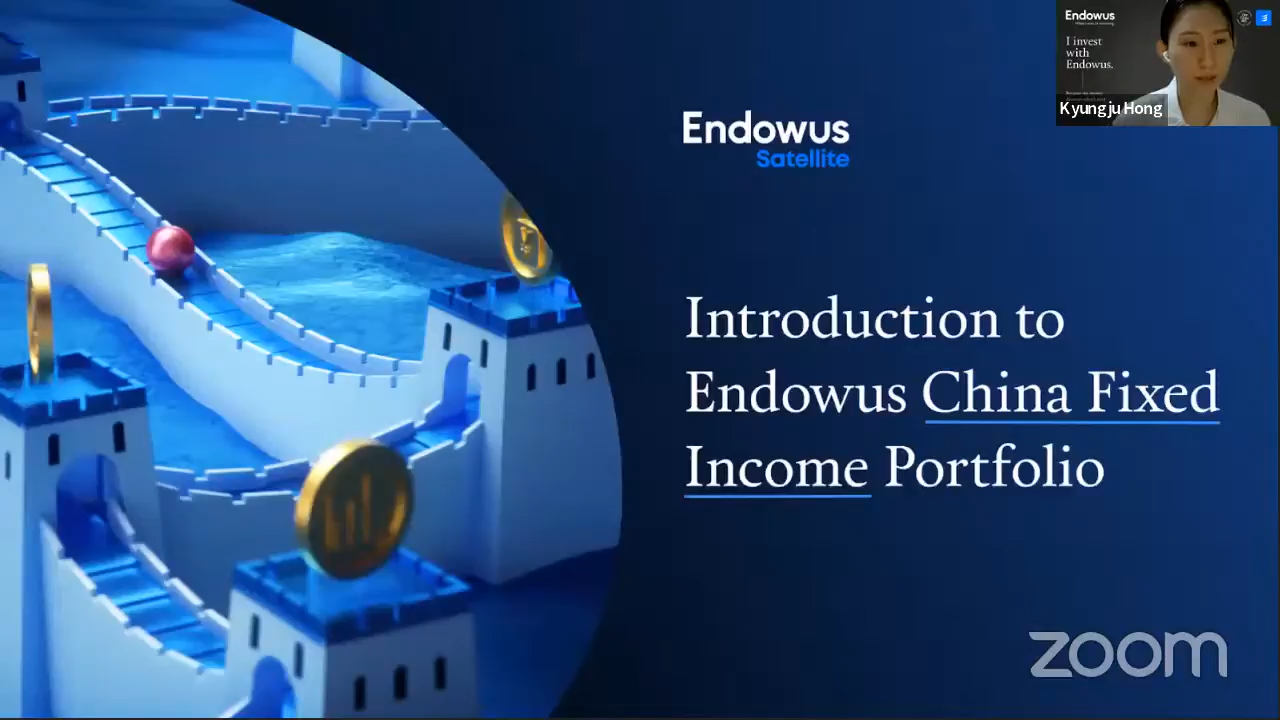 Endowus
Satellite
Introduction to
Endowus China Fixed
Income Portfolio
Endowus
I invest
with
Endowus.
Kyungju Hong
zoom